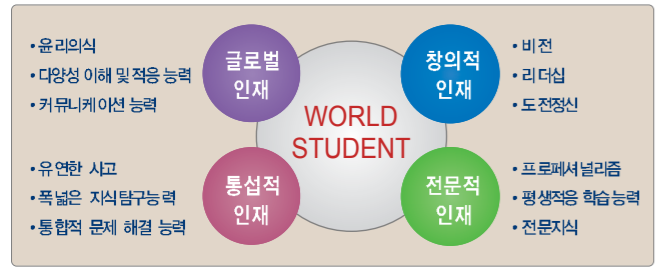 • 윤리의식
• 다양성 이해 및 적응 능력
• 커뮤니케이션 능력
글로벌
인재
창의적
인재
• 비전
• 리더십
• 도전정신
WORLD
STUDENT
• 유연한 사고
• 폭넓은 지식탐구능력
• 통합적 문제 해결 능력
통섭적
인재
전문적
인재
• 프로페셔널리즘
• 평생적응 학습능력
• 전문지식